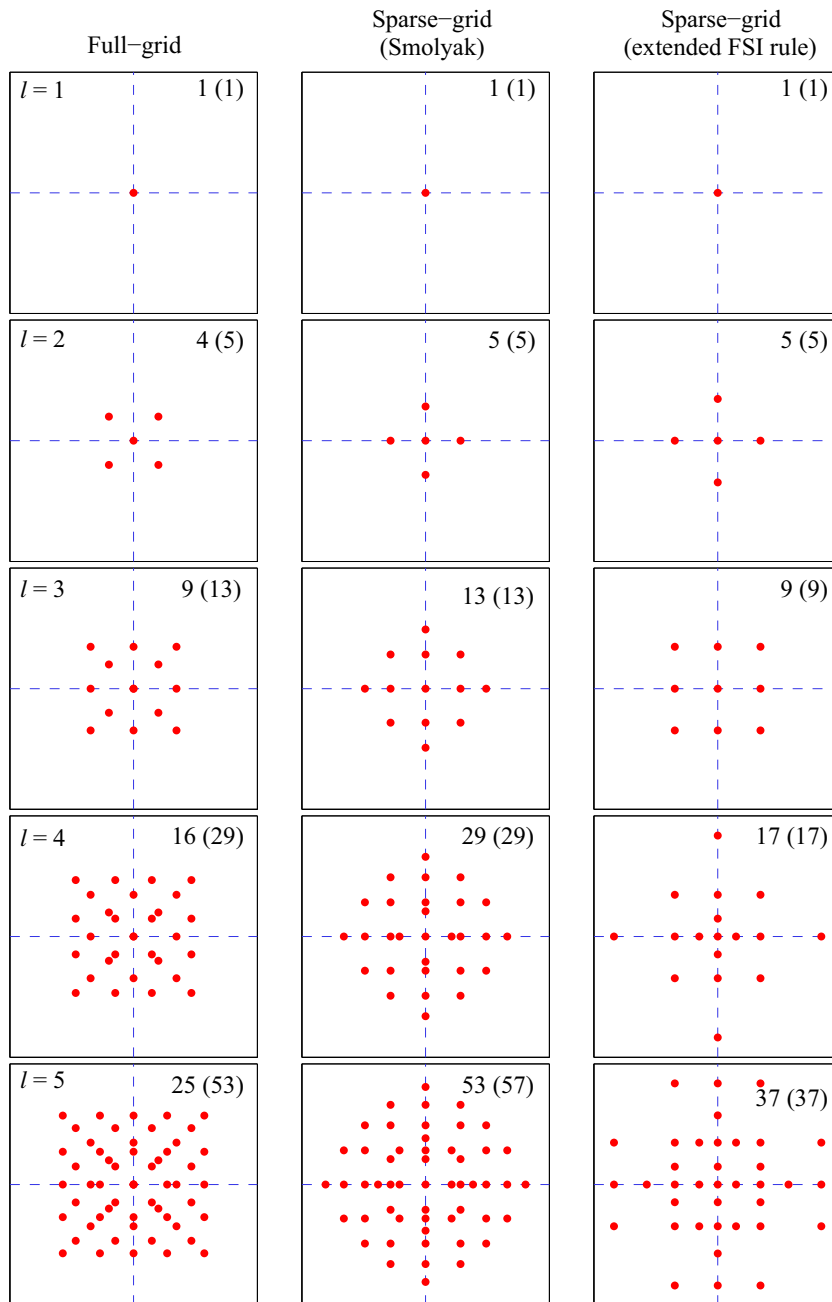 Full−grid
Sparse−grid
(Smolyak)
Sparse−grid
(extended FSI rule)
l = 1
1 (1)
1 (1)
1 (1)
l = 2
4 (5)
5 (5)
5 (5)
l = 3
9 (13)
13 (13)
9 (9)
l = 4
16 (29)
29 (29)
17 (17)
l = 5
25 (53)
53 (57)
37 (37)